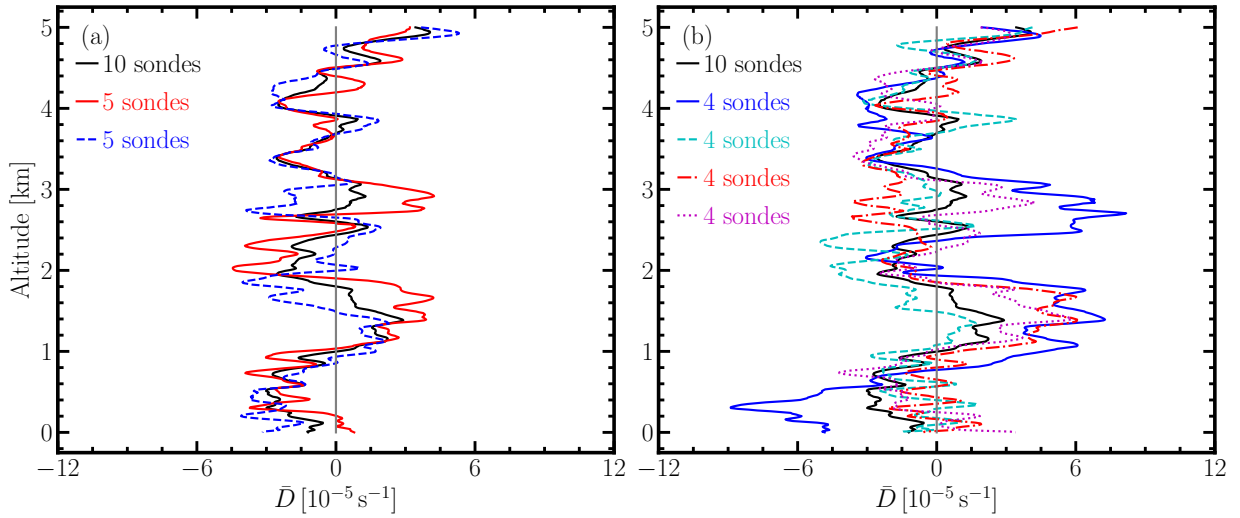 (a)
10 sondes
5 sondes
5 sondes
Altitude [km]
5
4
3
2
1
0
−12
−6
0
6
12
D̄ [10⁻⁵ s⁻¹]
(b)
10 sondes
4 sondes
4 sondes
4 sondes
4 sondes
5
4
3
2
1
0
−12
−6
0
6
12
D̄ [10⁻⁵ s⁻¹]